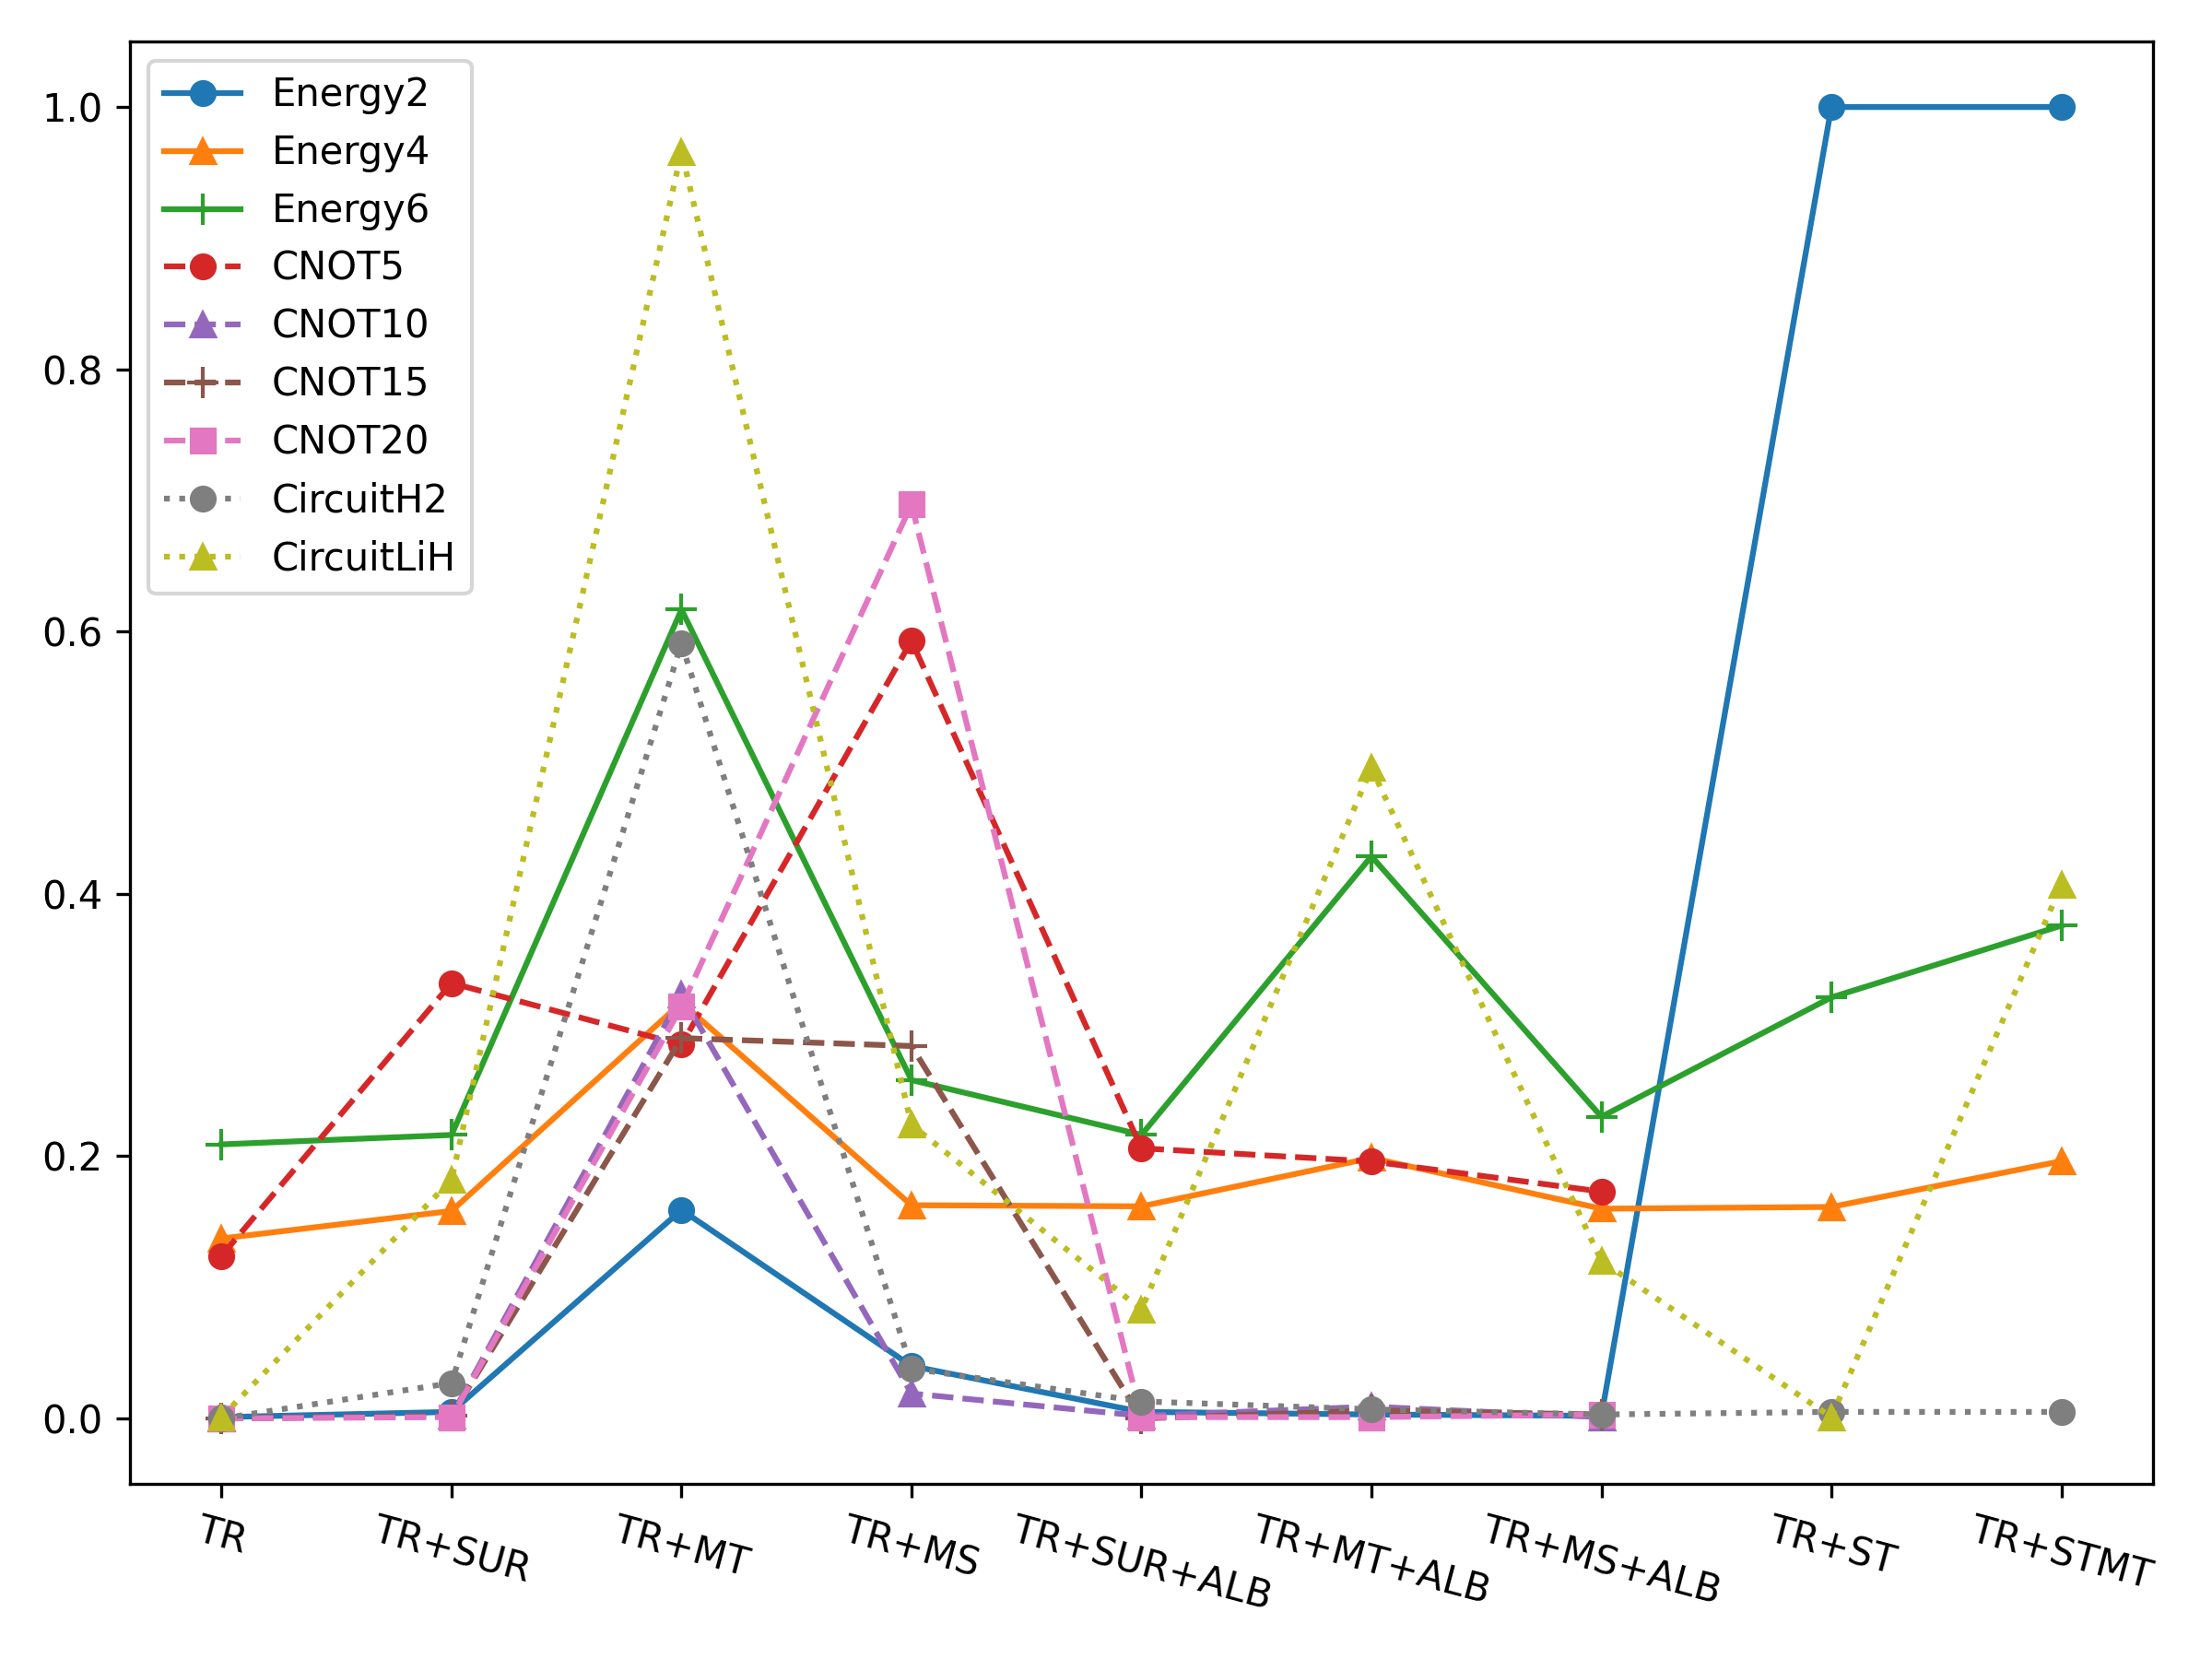 Energy2
Energy4
Energy6
CNOT5
CNOT10
CNOT15
CNOT20
CircuitH2
CircuitLiH
1.0
0.8
0.6
0.4
0.2
0.0
TR
TR+SUR
TR+MT
TR+MS
TR+SUR+ALB
TR+MT+ALB
TR+MS+ALB
TR+ST
TR+STMT